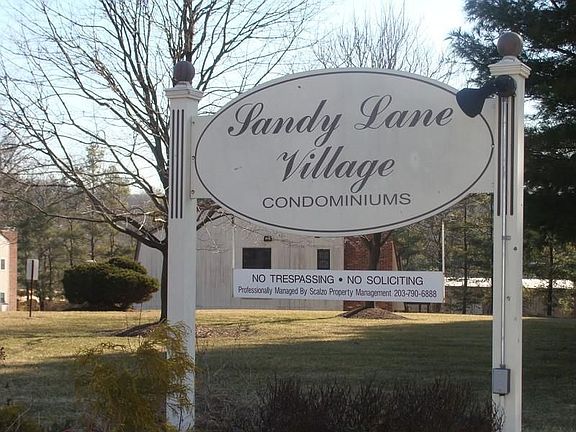 Sandy Lane
Village
CONDOMINIUMS
NO TRESPASSING • NO SOLICITING
Professionally Managed By Scalzo Property Management 203-790-6888